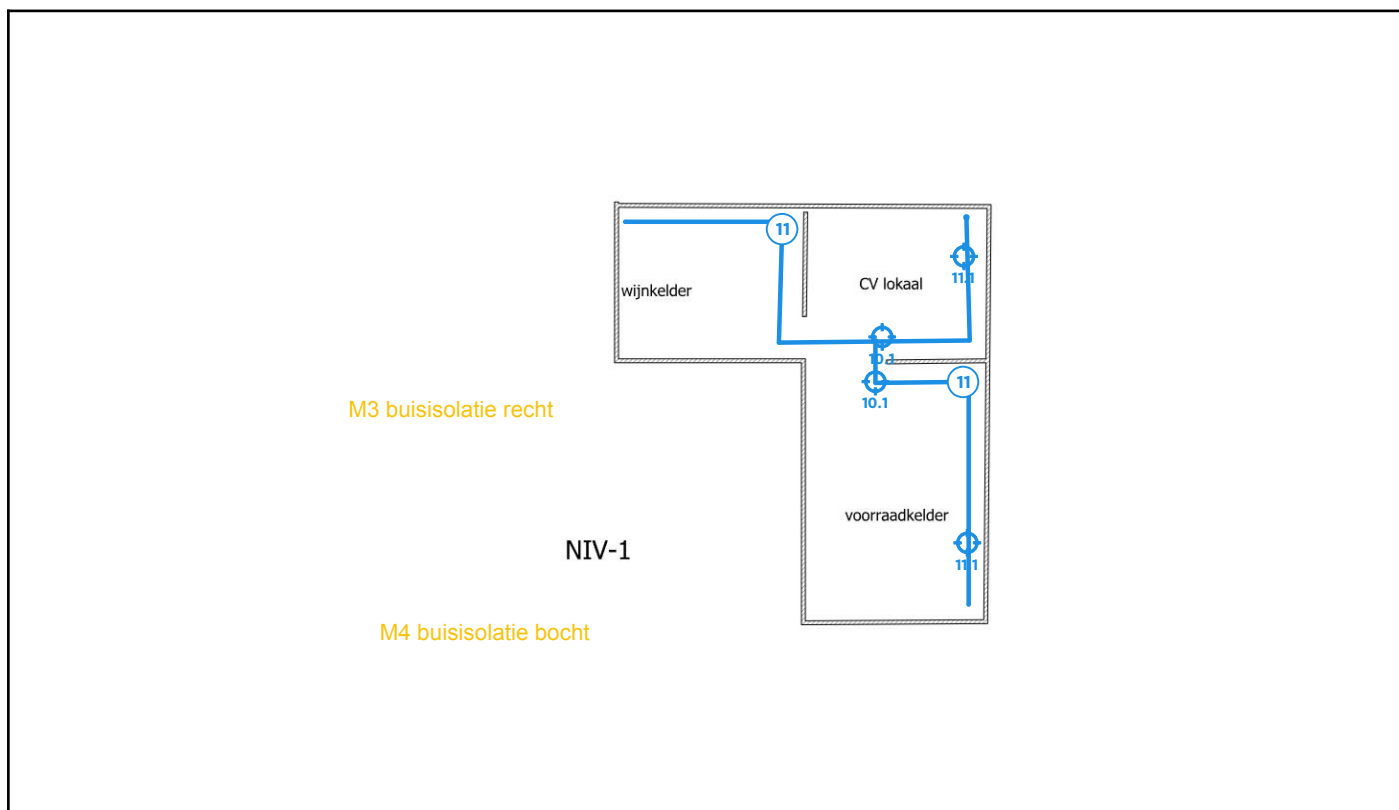 11
wijnkelder
CV lokaal
11.1
10.1
11
10.1
M3 buisisolatie recht
voorraadkelder
NIV-1
11.1
M4 buisisolatie bocht